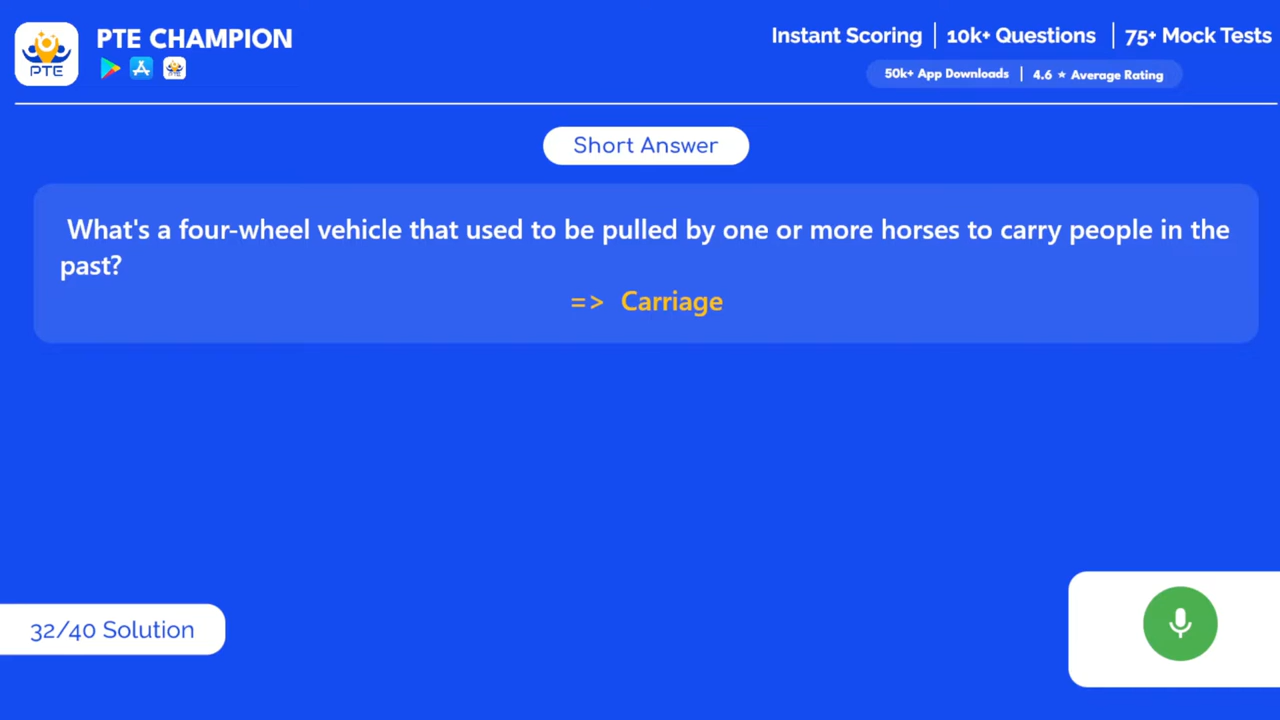 PTE CHAMPION
PTE
Instant Scoring | 10k+ Questions | 75+ Mock Tests
50k+ App Downloads | 4.6 ★ Average Rating
Short Answer
What's a four-wheel vehicle that used to be pulled by one or more horses to carry people in the
past?
=> Carriage
32/40 Solution